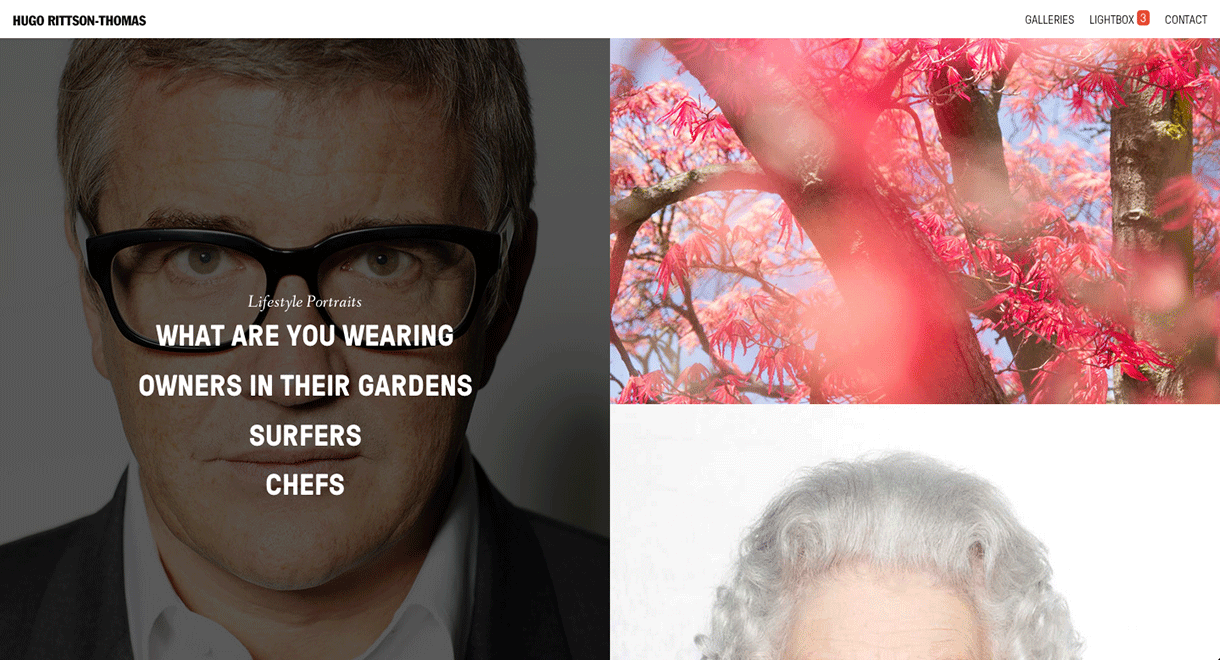 HUGO RITTSON-THOMAS
GALLERIES LIGHTBOX 3 CONTACT
Lifestyle Portraits
WHAT ARE YOU WEARING
OWNERS IN THEIR GARDENS
SURFERS
CHEFS